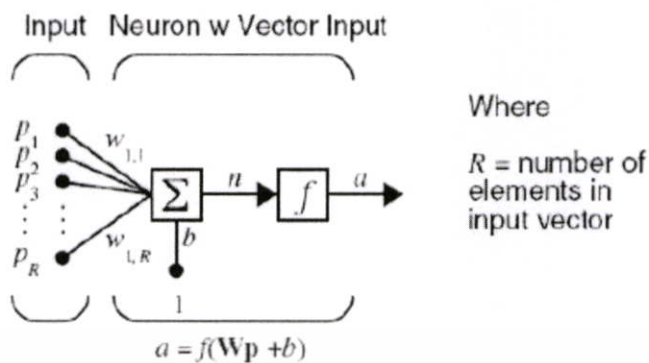 Input Neuron w Vector Input
p1
p2
p3
pR
w1,1
w1, R
Σ
n
f
a
b
1
a = f(Wp +b)
Where
R = number of
elements in
input vector